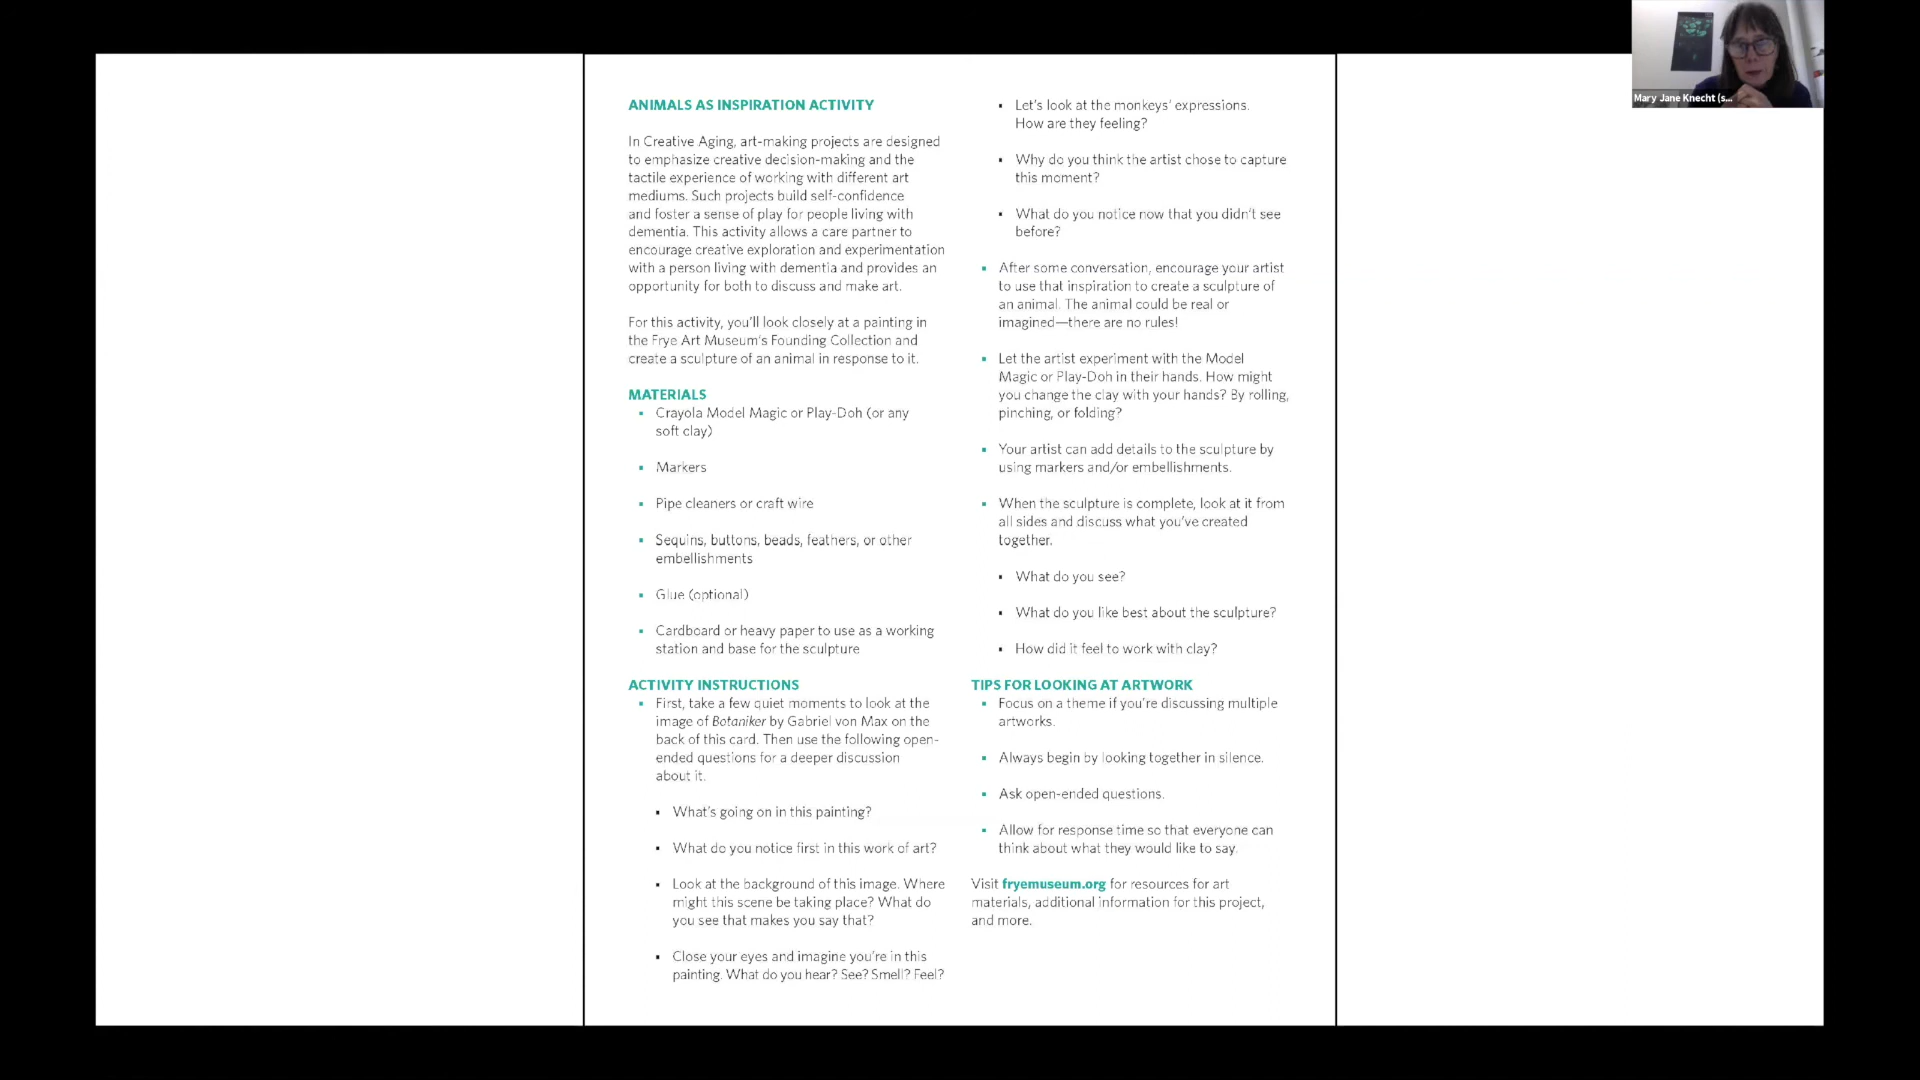 ANIMALS AS INSPIRATION ACTIVITY
In Creative Aging, art-making projects are designed
to emphasize creative decision-making and the
tactile experience of working with different art
mediums. Such projects build self-confidence
and foster a sense of play for people living with
dementia. This activity allows a care partner to
encourage creative exploration and experimentation
with a person living with dementia and provides an
opportunity for both to discuss and make art.
For this activity, you'll look closely at a painting in
the Frye Art Museum's Founding Collection and
create a sculpture of an animal in response to it.
MATERIALS
▪ Crayola Model Magic or Play-Doh (or any
soft clay)
▪ Markers
▪ Pipe cleaners or craft wire
▪ Sequins, buttons, beads, feathers, or other
embellishments
▪ Glue (optional)
▪ Cardboard or heavy paper to use as a working
station and base for the sculpture
ACTIVITY INSTRUCTIONS
▪ First, take a few quiet moments to look at the
image of Botaniker by Gabriel von Max on the
back of this card. Then use the following open-
ended questions for a deeper discussion
about it.
▪ What's going on in this painting?
▪ What do you notice first in this work of art?
▪ Look at the background of this image. Where
might this scene be taking place? What do
you see that makes you say that?
▪ Close your eyes and imagine you're in this
painting. What do you hear? See? Smell? Feel?
▪ Let's look at the monkeys' expressions.
How are they feeling?
▪ Why do you think the artist chose to capture
this moment?
▪ What do you notice now that you didn't see
before?
▪ After some conversation, encourage your artist
to use that inspiration to create a sculpture of
an animal. The animal could be real or
imagined—there are no rules!
▪ Let the artist experiment with the Model
Magic or Play-Doh in their hands. How might
you change the clay with your hands? By rolling,
pinching, or folding?
▪ Your artist can add details to the sculpture by
using markers and/or embellishments.
▪ When the sculpture is complete, look at it from
all sides and discuss what you've created
together.
▪ What do you see?
▪ What do you like best about the sculpture?
▪ How did it feel to work with clay?
TIPS FOR LOOKING AT ARTWORK
▪ Focus on a theme if you're discussing multiple
artworks.
▪ Always begin by looking together in silence.
▪ Ask open-ended questions.
▪ Allow for response time so that everyone can
think about what they would like to say.
Visit fryemuseum.org for resources for art
materials, additional information for this project,
and more.
Mary Jane Knecht (s...